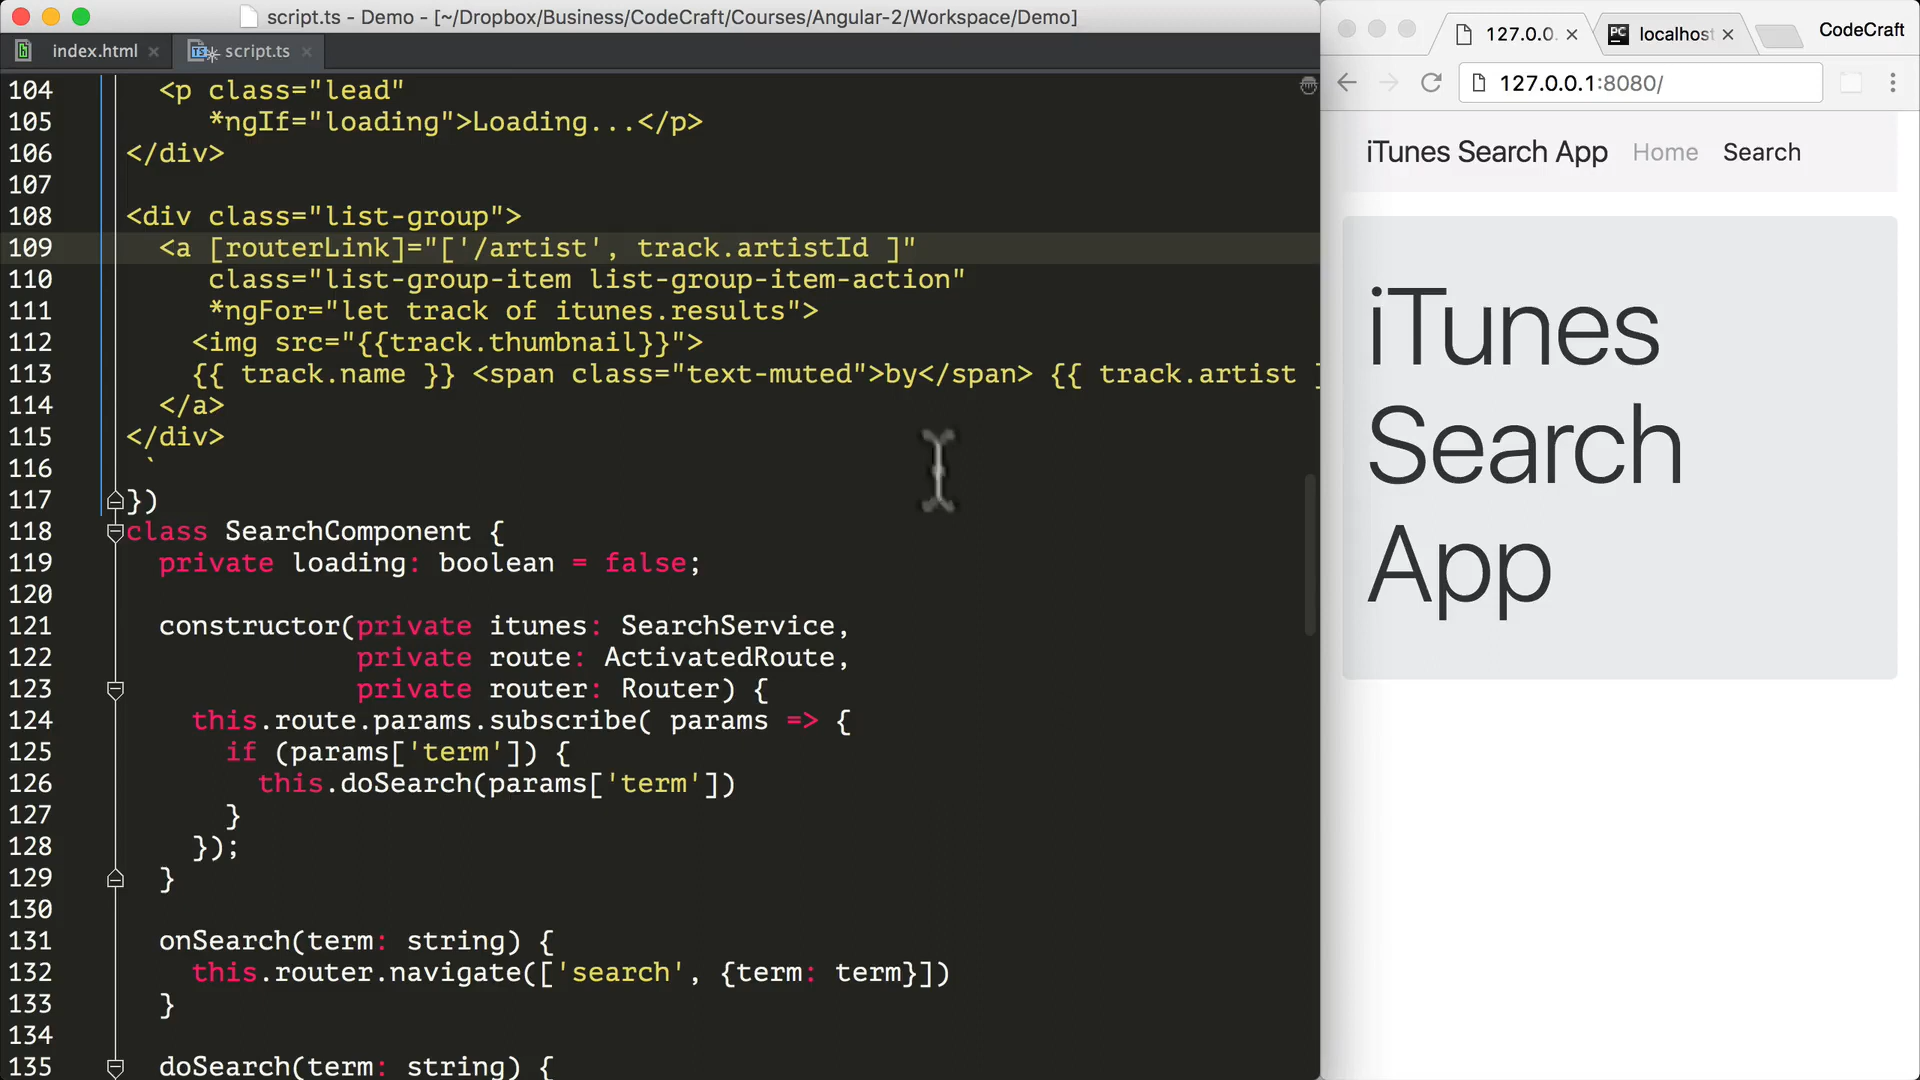 script.ts - Demo - [~/Dropbox/Business/CodeCraft/Courses/Angular-2/Workspace/Demo]
index.html
script.ts
104 <p class="lead"
105 *ngIf="loading">Loading...</p>
106 </div>
107
108 <div class="list-group">
109 <a [routerLink]="['/artist', track.artistId ]"
110 class="list-group-item list-group-item-action"
111 *ngFor="let track of itunes.results">
112 <img src="{{track.thumbnail}}">
113 {{ track.name }} <span class="text-muted">by</span> {{ track.artist
114 </a>
115 </div>
116 `
117 })
118 class SearchComponent {
119 private loading: boolean = false;
120
121 constructor(private itunes: SearchService,
122 private route: ActivatedRoute,
123 private router: Router) {
124 this.route.params.subscribe( params => {
125 if (params['term']) {
126 this.doSearch(params['term'])
127 }
128 });
129 }
130
131 onSearch(term: string) {
132 this.router.navigate(['search', {term: term}])
133 }
134
135 doSearch(term: string) {
127.0.0.
PC localhost
CodeCraft
127.0.0.1:8080/
iTunes Search App Home Search
iTunes
Search
App